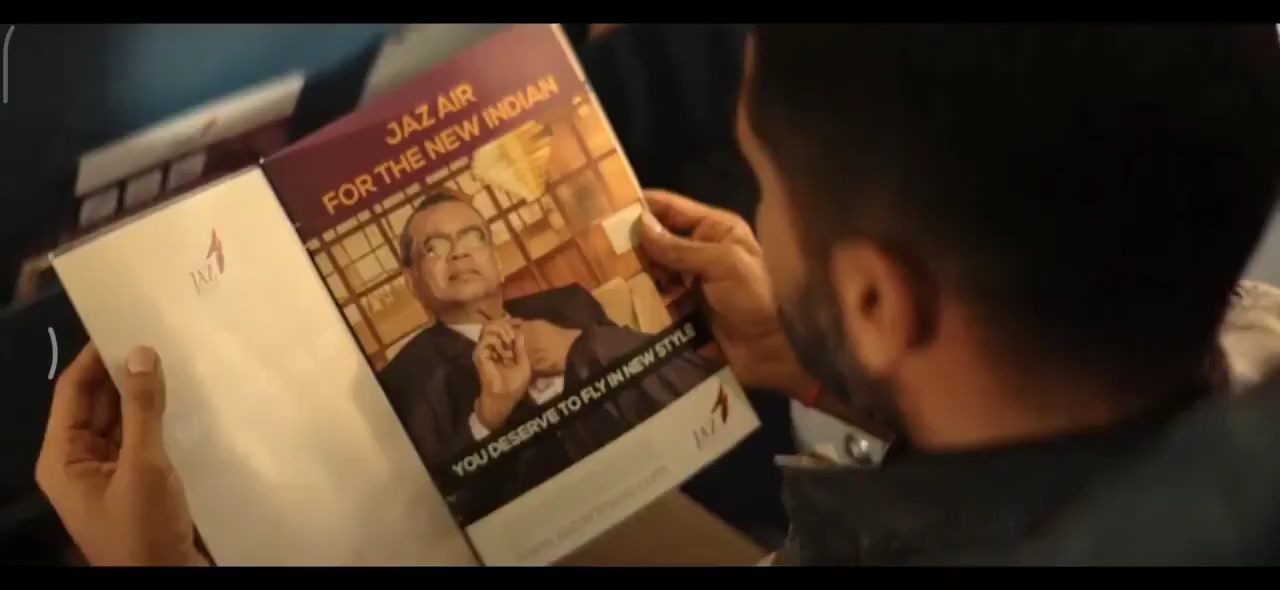 JAZ
JAZ AIR
FOR THE NEW INDIAN
YOU DESERVE TO FLY IN NEW STYLE
JAZ